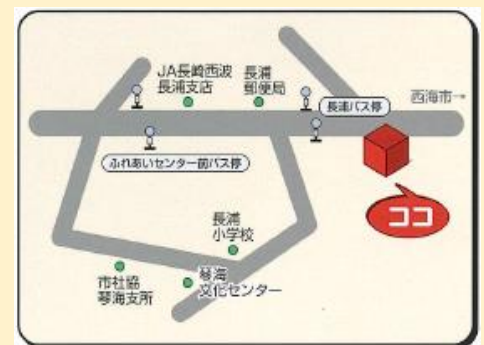 JA長崎西波
長浦支店
長浦
郵便局
長浦バス停
西海市→
ふれあいセンター前バス停
ココ
長浦
小学校
市社協
琴海支所
琴海
文化センター